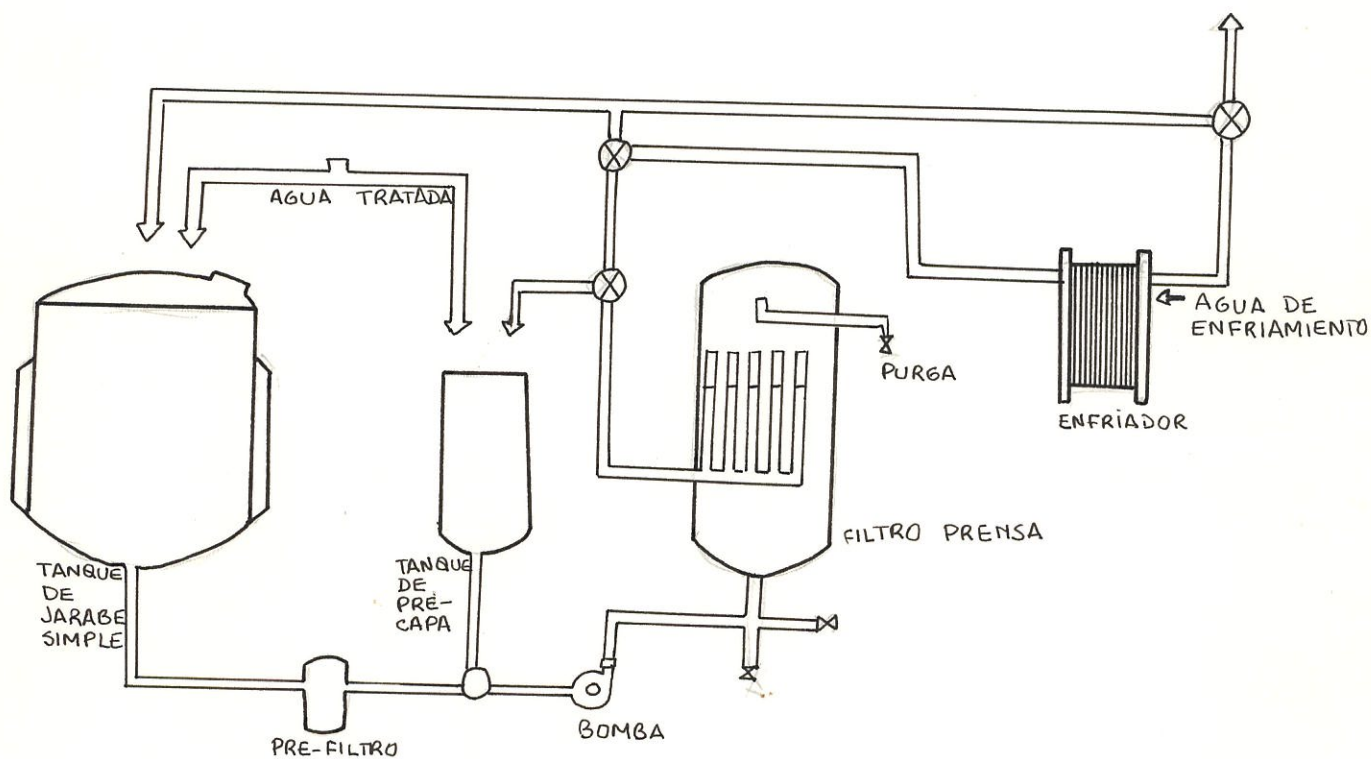 AGUA TRATADA
AGUA DE
ENFRIAMIENTO
PURGA
ENFRIADOR
FILTRO PRENSA
TANQUE
DE
JARABE
SIMPLE
TANQUE
DE
PRE-
CAPA
PRE-FILTRO
BOMBA